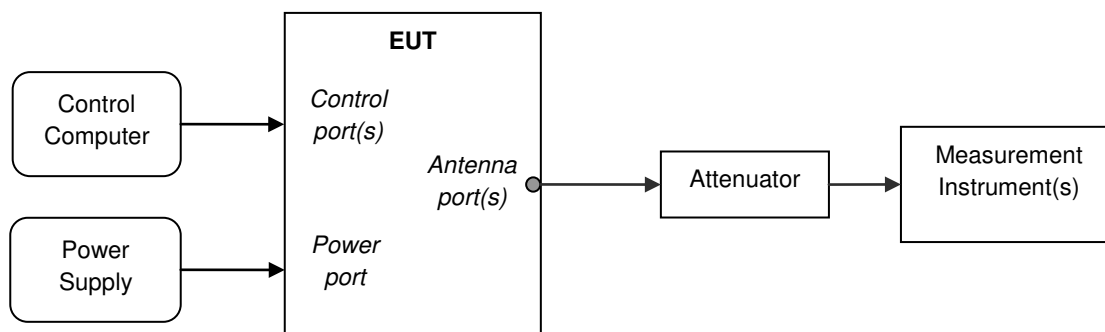 EUT
Control
Computer
Control
port(s)
Antenna
port(s)
Attenuator
Measurement
Instrument(s)
Power
Supply
Power
port